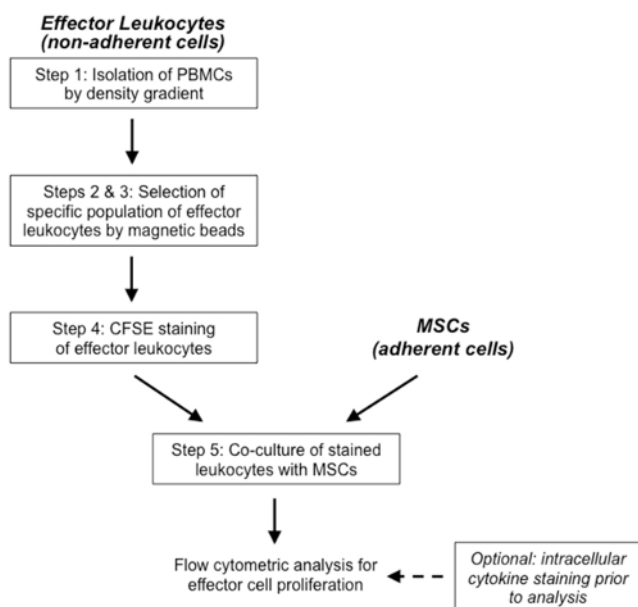 Effector Leukocytes
(non-adherent cells)
Step 1: Isolation of PBMCs
by density gradient
Steps 2 & 3: Selection of
specific population of effector
leukocytes by magnetic beads
Step 4: CFSE staining
of effector leukocytes
MSCs
(adherent cells)
Step 5: Co-culture of stained
leukocytes with MSCs
Flow cytometric analysis for
effector cell proliferation
Optional: intracellular
cytokine staining prior
to analysis